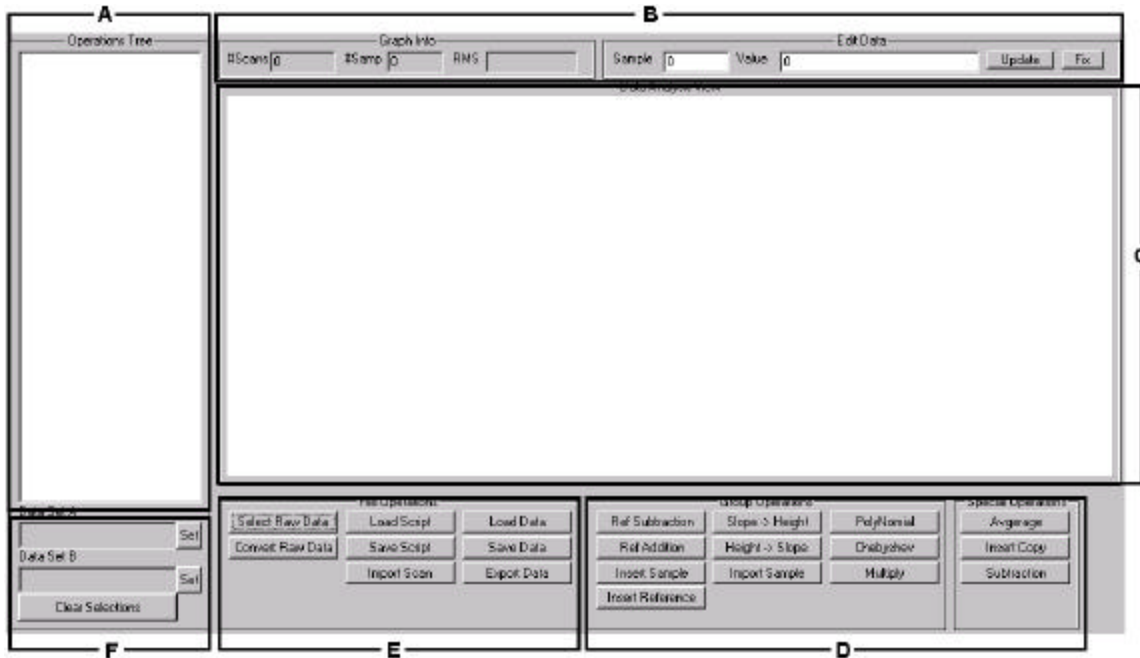 A
B
Operations Tree
Graph Info
Edit Data
#Scans 0 #Samp 0 RMS
Sample 0 Value 0 Update Fix
Data Analysis View
C
Data Set A
Set
Data Set B
Set
Clear Selections
File Operations
Select Raw Data Load Script Load Data
Convert Raw Data Save Script Save Data
Import Scan Export Data
Group Operations
Ref Subtraction Slope -> Height PolyNomial
Ref Addition Height -> Slope Chebyshev
Insert Sample Import Sample Multiply
Insert Reference
Special Operations
Avgerage
Insert Copy
Subtraction
F
E
D